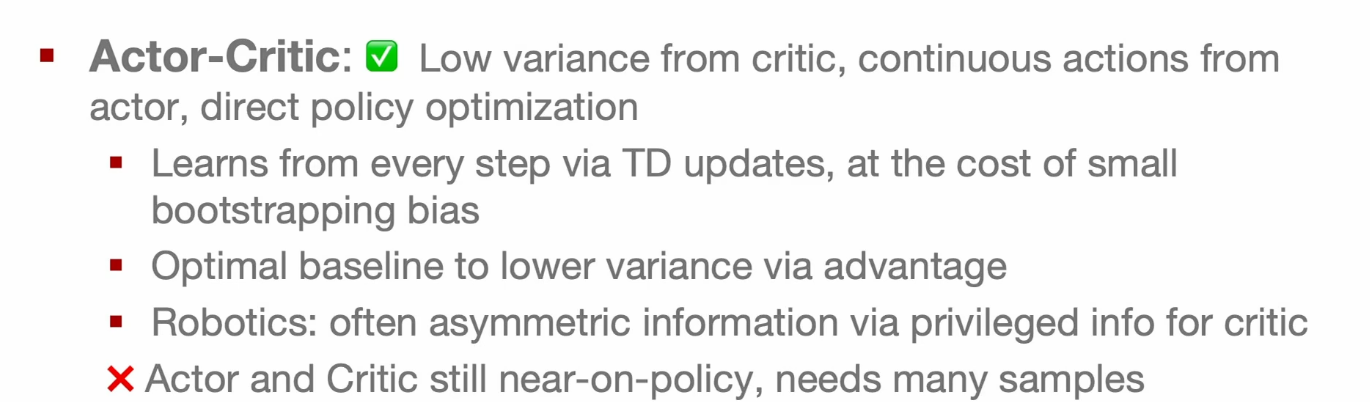 ▪ Actor-Critic: ✅ Low variance from critic, continuous actions from
actor, direct policy optimization
▪ Learns from every step via TD updates, at the cost of small
bootstrapping bias
▪ Optimal baseline to lower variance via advantage
▪ Robotics: often asymmetric information via privileged info for critic
❌ Actor and Critic still near-on-policy, needs many samples